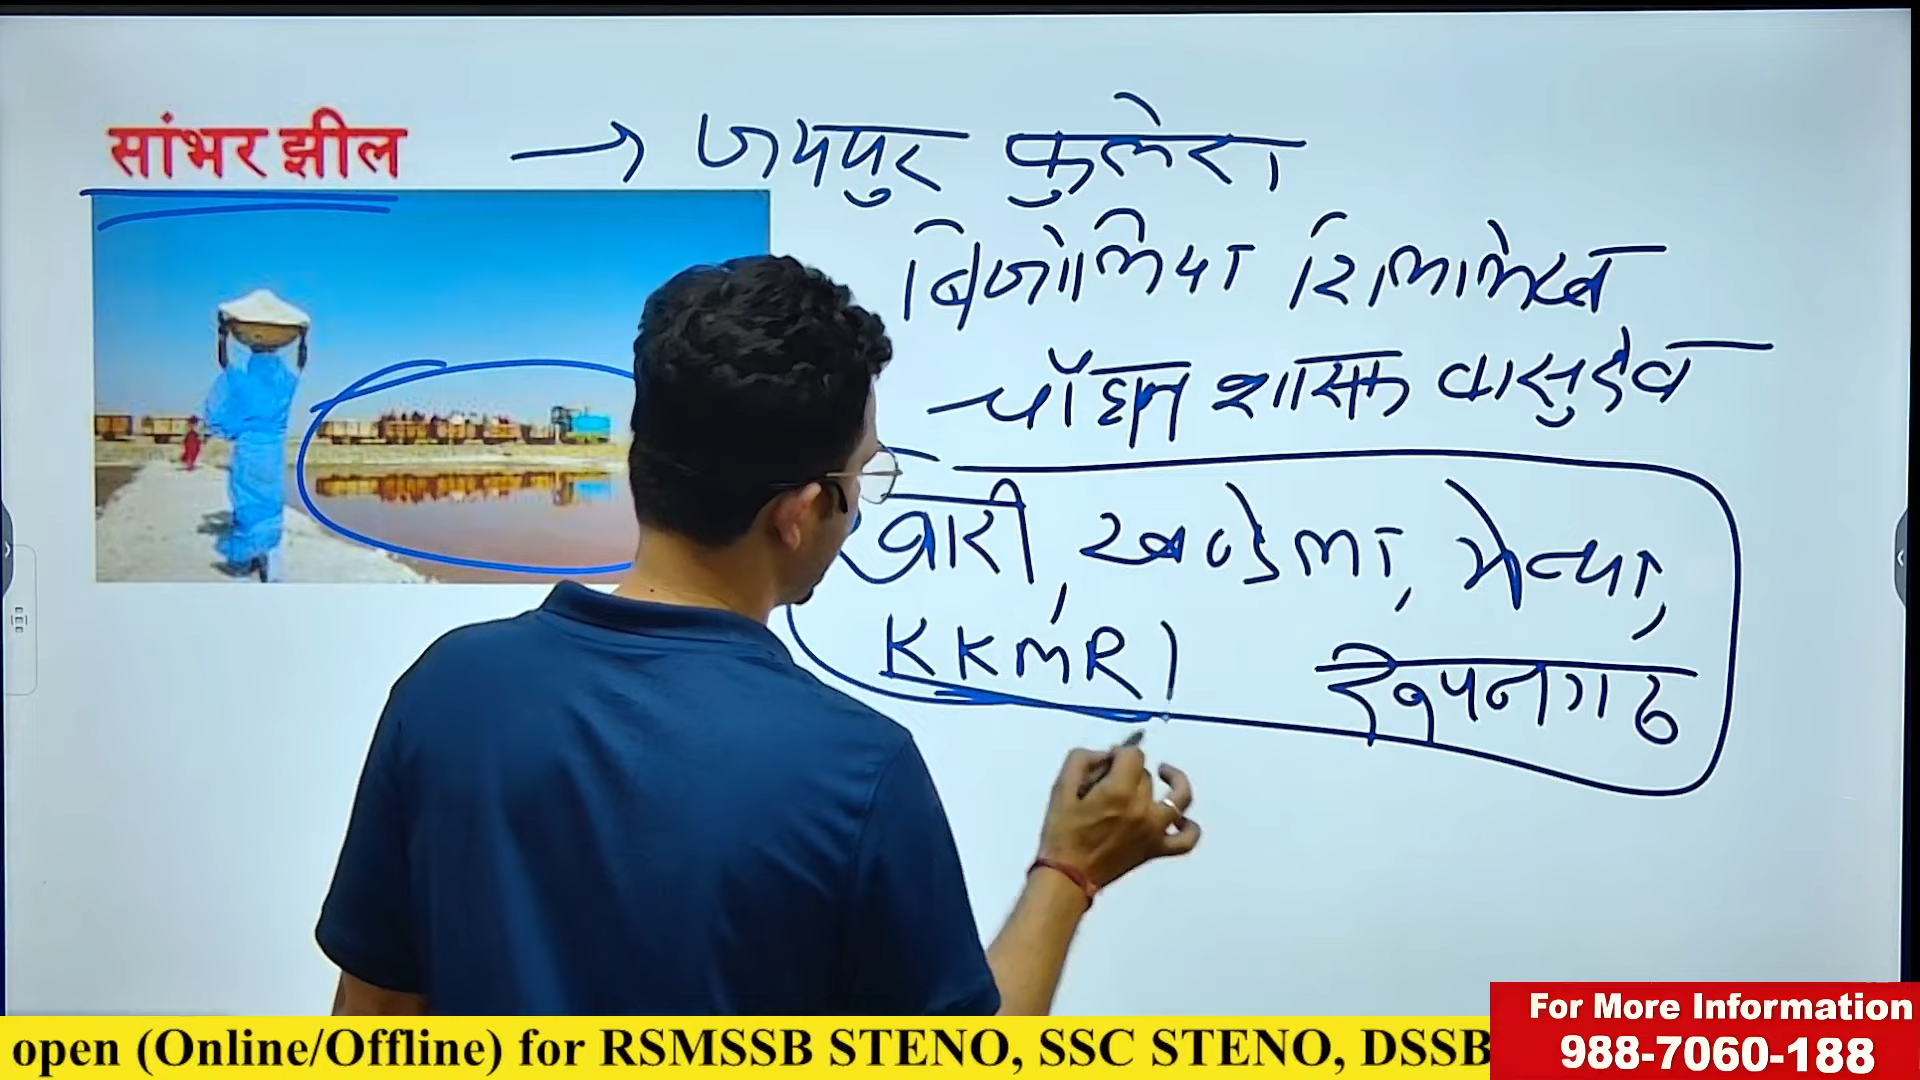 सांभर झील → जयपुर फुलेरा
बिजोलिया शिलालेख
चौहान शासक वासुदेव
खारी, खण्डेला, मेन्था,
KKMR) रूपनगढ
open (Online/Offline) for RSMSSB STENO, SSC STENO, DSSB
For More Information
988-7060-188